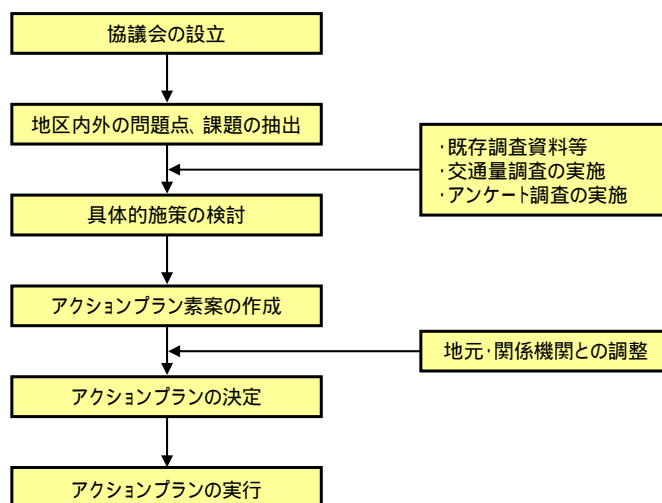 協議会の設立
地区内外の問題点、課題の抽出
・既存調査資料等
・交通量調査の実施
・アンケート調査の実施
具体的施策の検討
アクションプラン素案の作成
地元・関係機関との調整
アクションプランの決定
アクションプランの実行